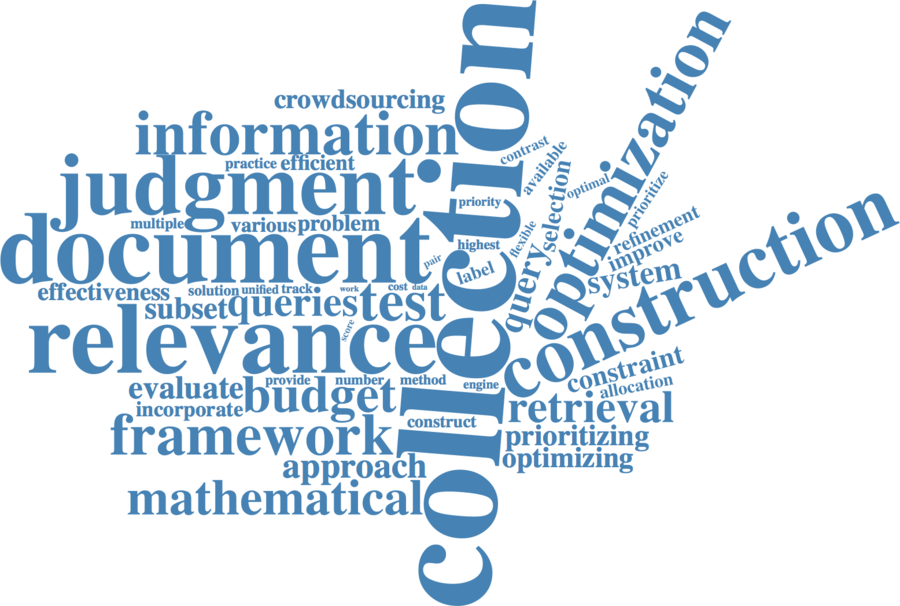 crowdsourcing
information
practice efficient
judgment
multiple various problem
document
effectiveness solution unified track work cost data
subset queries test
score
relevance
evaluate provide number method engine
incorporate budget
framework construct
approach
mathematical
collection
contrast
available
priority
selection
optimal
prioritize
highest
flexible
pair
label
query
optimization
refinement
improve
system
construction
constraint
allocation
retrieval
prioritizing
optimizing